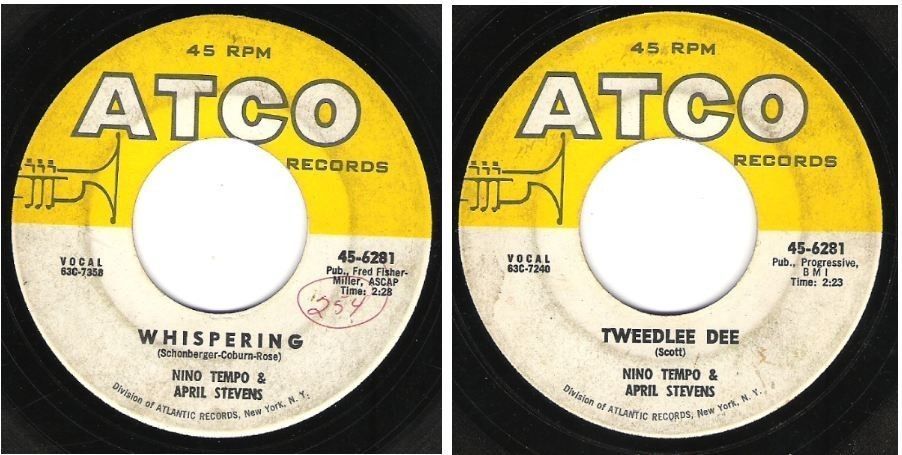 45 RPM
ATCO
RECORDS
VOCAL
63C-7358
45-6281
Pub., Fred Fisher-
Miller, ASCAP
Time: 2:28
254
WHISPERING
(Schonberger-Coburn-Rose)
NINO TEMPO &
APRIL STEVENS
Division of ATLANTIC RECORDS, New York, N. Y.
45 RPM
ATCO
RECORDS
VOCAL
63C-7240
45-6281
Pub., Progressive,
BMI
Time: 2:23
TWEEDLEE DEE
(Scott)
NINO TEMPO &
APRIL STEVENS
Division of ATLANTIC RECORDS, New York, N. Y.